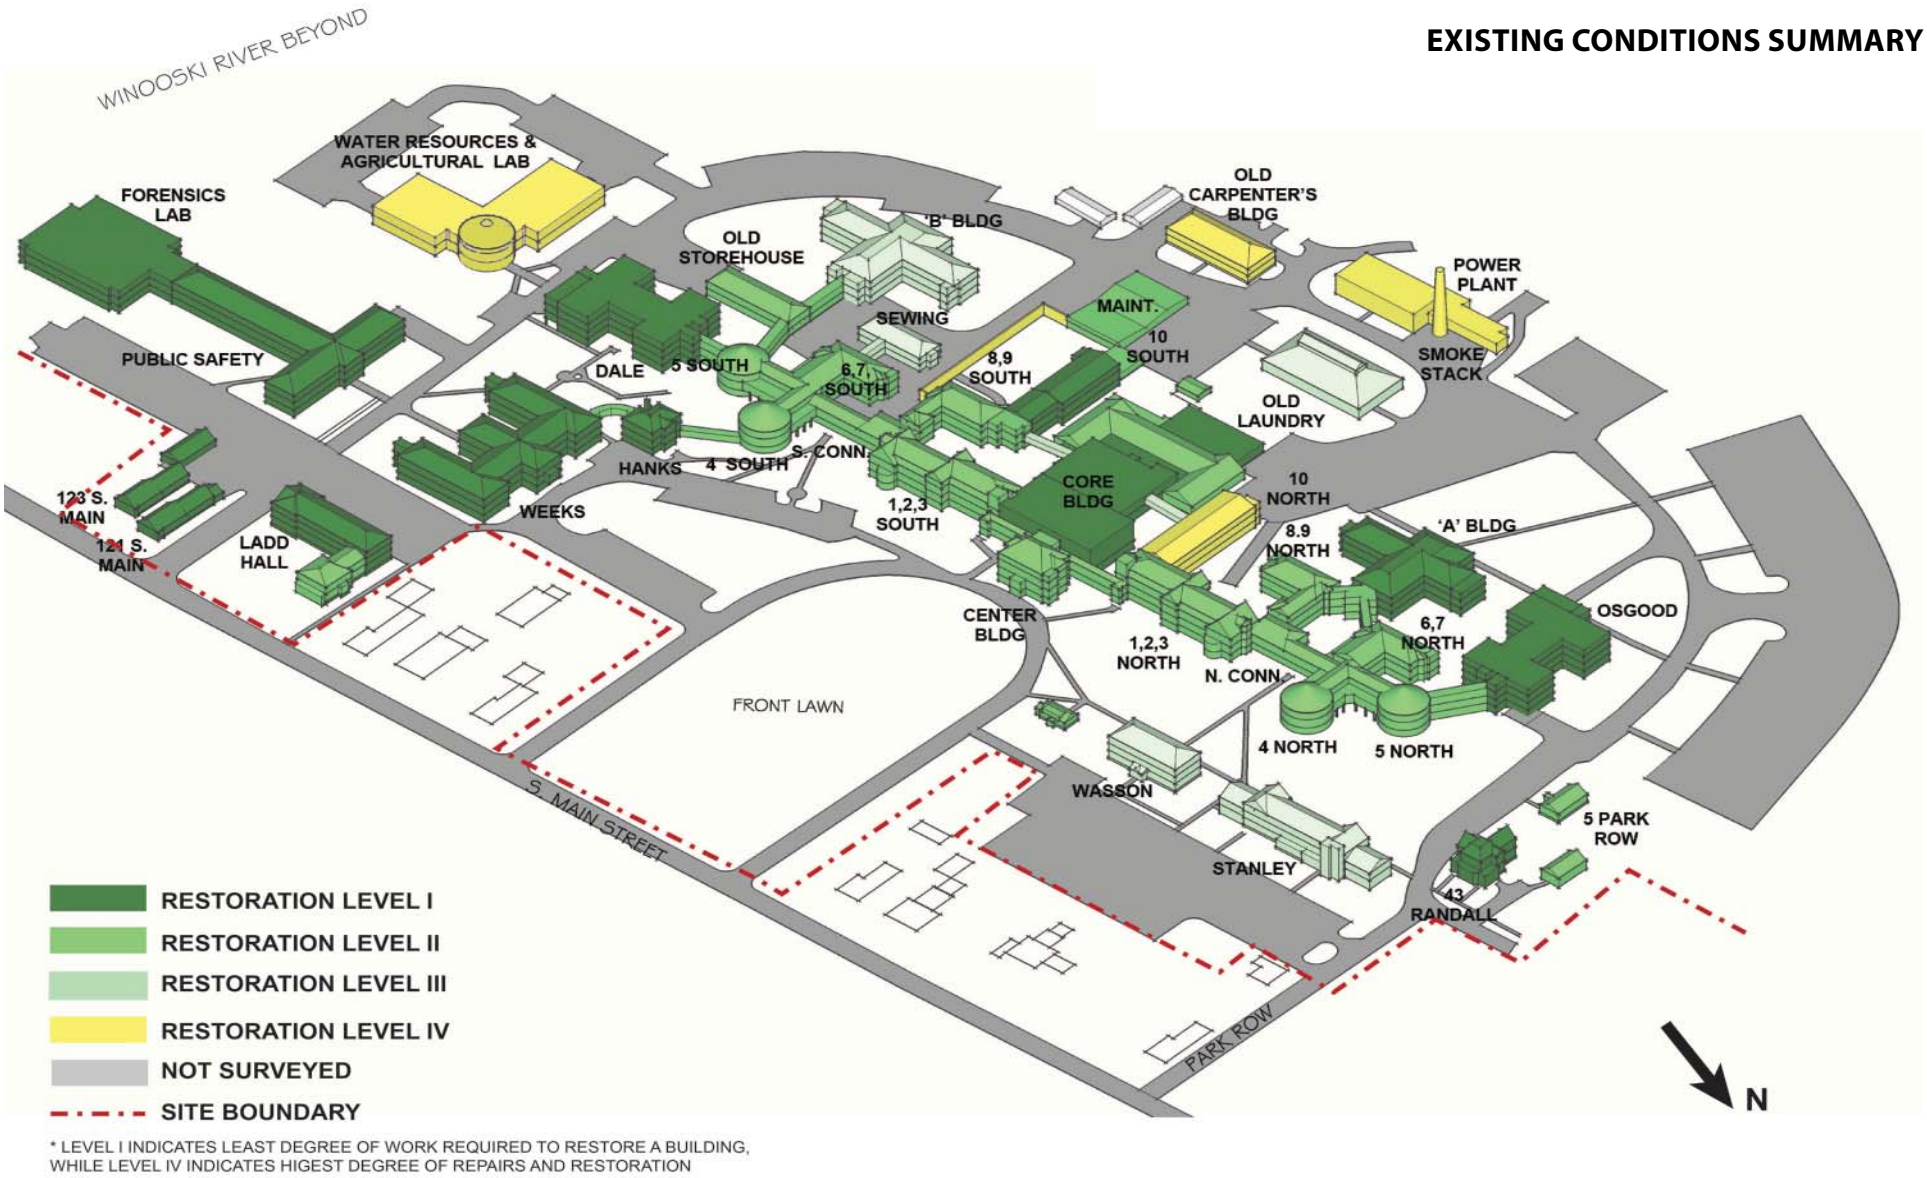 EXISTING CONDITIONS SUMMARY
WINOOSKI RIVER BEYOND
WATER RESOURCES &
AGRICULTURAL LAB
FORENSICS
LAB
OLD
CARPENTER'S
BLDG
'B' BLDG
OLD
STOREHOUSE
POWER
PLANT
MAINT.
SEWING
10
SOUTH
SMOKE
STACK
PUBLIC SAFETY
DALE
5 SOUTH
6,7,
SOUTH
8,9
SOUTH
OLD
LAUNDRY
HANKS
4 SOUTH
S. CONN.
CORE
BLDG
10
NORTH
123 S.
MAIN
WEEKS
1,2,3
SOUTH
'A' BLDG
8.9
NORTH
121 S.
MAIN
LADD
HALL
OSGOOD
CENTER
BLDG
6,7
NORTH
1,2,3
NORTH
N. CONN.
FRONT LAWN
4 NORTH
5 NORTH
S. MAIN STREET
WASSON
5 PARK
ROW
STANLEY
43
RANDALL
PARK ROW
RESTORATION LEVEL I
RESTORATION LEVEL II
RESTORATION LEVEL III
RESTORATION LEVEL IV
NOT SURVEYED
SITE BOUNDARY
N
* LEVEL I INDICATES LEAST DEGREE OF WORK REQUIRED TO RESTORE A BUILDING,
WHILE LEVEL IV INDICATES HIGEST DEGREE OF REPAIRS AND RESTORATION